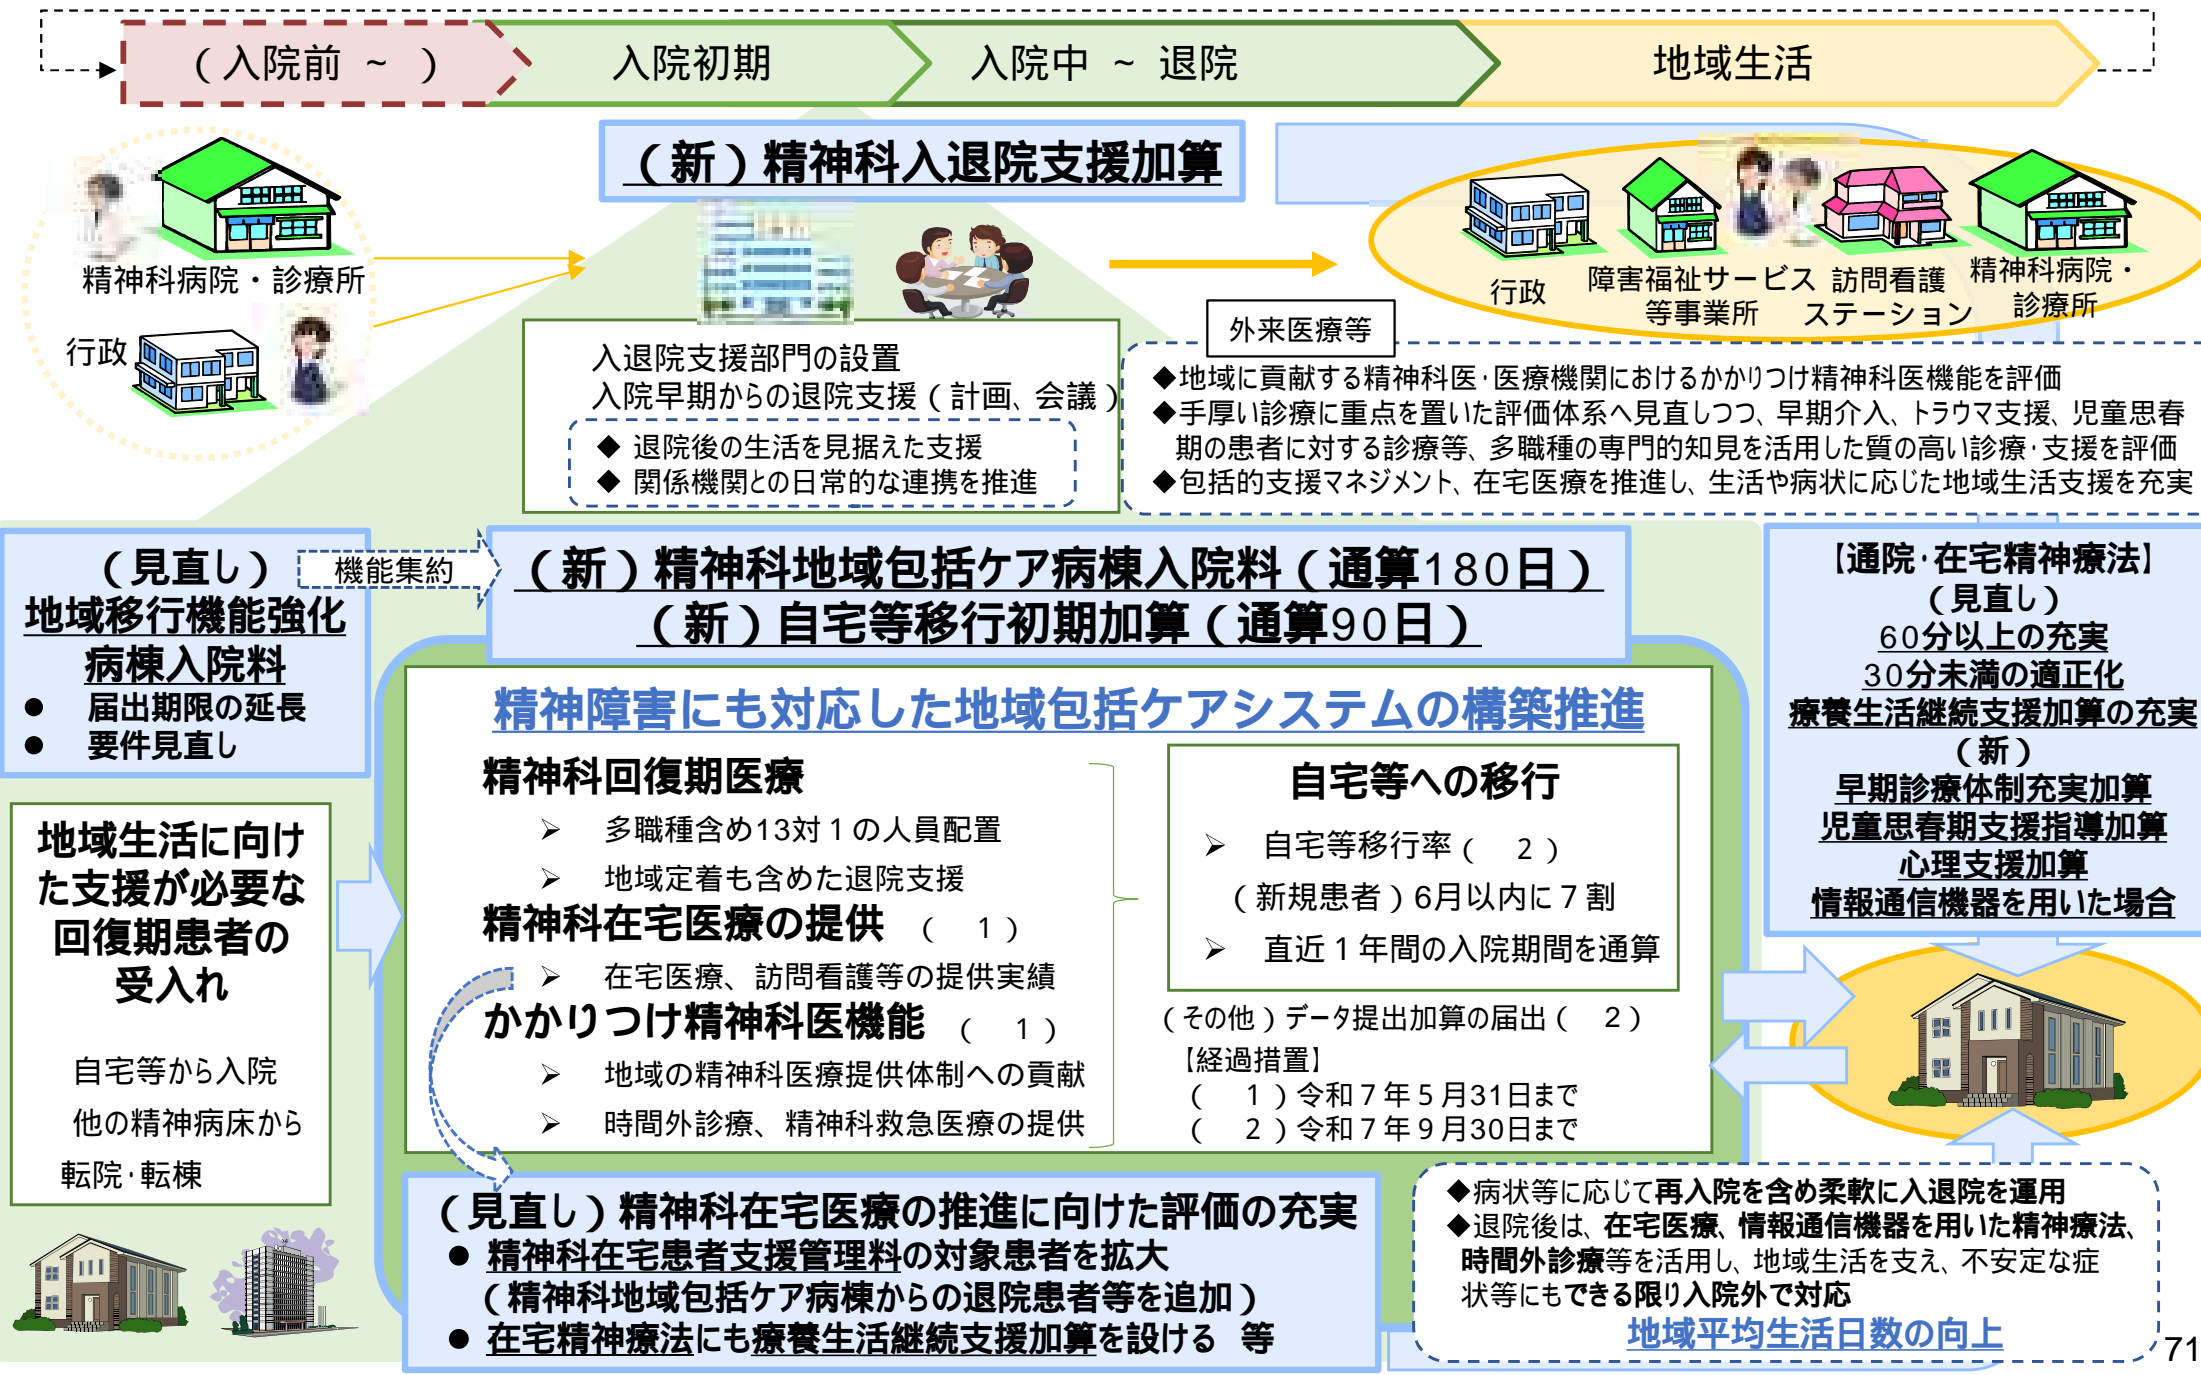 （入院前 ~ ）
入院初期
入院中 ~ 退院
地域生活
（新）精神科入退院支援加算
精神科病院・診療所
行政
行政
障害福祉サービス
等事業所
訪問看護
ステーション
精神科病院・
診療所
入退院支援部門の設置
入院早期からの退院支援（計画、会議）
◆ 退院後の生活を見据えた支援
◆ 関係機関との日常的な連携を推進
外来医療等
◆地域に貢献する精神科医･医療機関におけるかかりつけ精神科医機能を評価
◆手厚い診療に重点を置いた評価体系へ見直しつつ、早期介入、トラウマ支援、児童思春
期の患者に対する診療等、多職種の専門的知見を活用した質の高い診療･支援を評価
◆包括的支援マネジメント、在宅医療を推進し、生活や病状に応じた地域生活支援を充実
（見直し）
地域移行機能強化
病棟入院料
● 届出期限の延長
● 要件見直し
機能集約
（新）精神科地域包括ケア病棟入院料（通算180日）
（新）自宅等移行初期加算（通算90日）
精神障害にも対応した地域包括ケアシステムの構築推進
精神科回復期医療
➢ 多職種含め13対１の人員配置
➢ 地域定着も含めた退院支援
精神科在宅医療の提供 （ 1 ）
➢ 在宅医療、訪問看護等の提供実績
かかりつけ精神科医機能 （ 1 ）
➢ 地域の精神科医療提供体制への貢献
➢ 時間外診療、精神科救急医療の提供
自宅等への移行
➢ 自宅等移行率（ 2 ）
（新規患者）6月以内に７割
➢ 直近１年間の入院期間を通算
（その他）データ提出加算の届出（ 2 ）
【経過措置】
（ 1 ）令和７年５月31日まで
（ 2 ）令和７年９月30日まで
地域生活に向け
た支援が必要な
回復期患者の
受入れ
自宅等から入院
他の精神病床から
転院･転棟
【通院･在宅精神療法】
（見直し）
60分以上の充実
30分未満の適正化
療養生活継続支援加算の充実
（新）
早期診療体制充実加算
児童思春期支援指導加算
心理支援加算
情報通信機器を用いた場合
（見直し）精神科在宅医療の推進に向けた評価の充実
● 精神科在宅患者支援管理料の対象患者を拡大
（精神科地域包括ケア病棟からの退院患者等を追加）
● 在宅精神療法にも療養生活継続支援加算を設ける 等
◆病状等に応じて再入院を含め柔軟に入退院を運用
◆退院後は、在宅医療、情報通信機器を用いた精神療法、
時間外診療等を活用し、地域生活を支え、不安定な症
状等にもできる限り入院外で対応
地域平均生活日数の向上
71